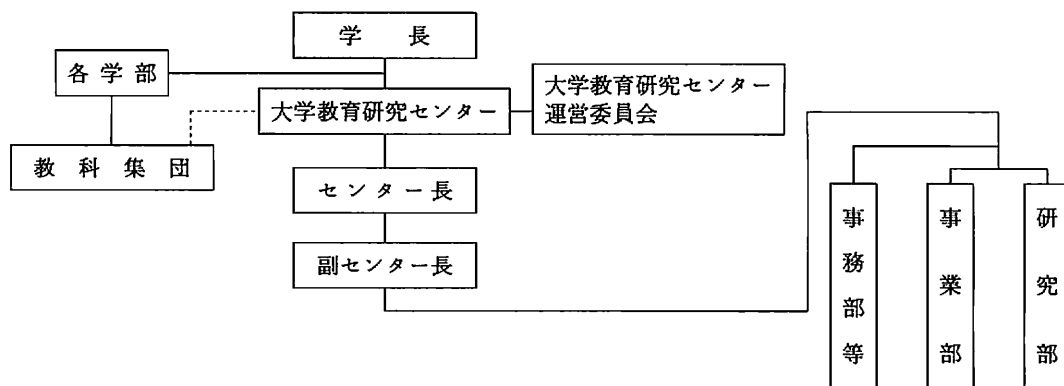 学長
各学部
大学教育研究センター
大学教育研究センター
運営委員会
教科集団
センター長
副センター長
事務部等
事業部
研究部